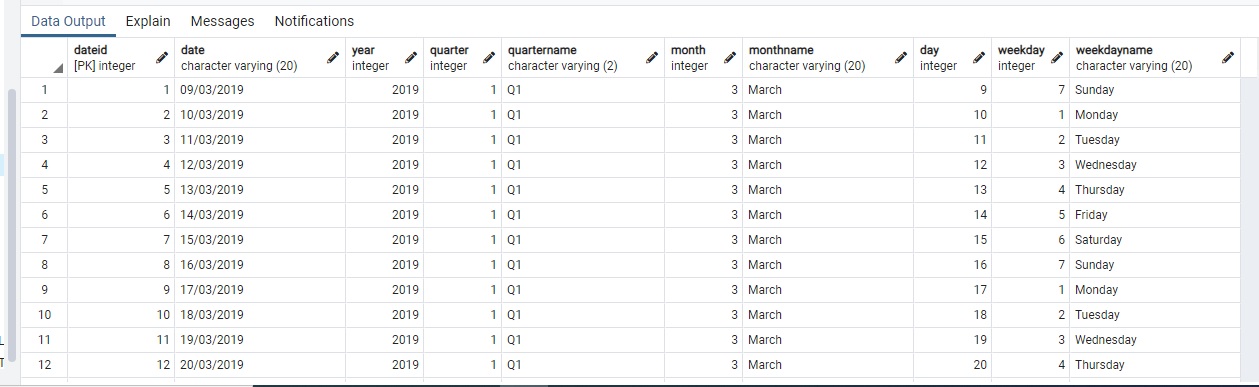 Data Output Explain Messages Notifications
dateid date year quarter quartername month monthname day weekday weekdayname
[PK] integer character varying (20) integer integer character varying (2) integer character varying (20) integer integer character varying (20)
1 1 09/03/2019 2019 1 Q1 3 March 9 7 Sunday
2 2 10/03/2019 2019 1 Q1 3 March 10 1 Monday
3 3 11/03/2019 2019 1 Q1 3 March 11 2 Tuesday
4 4 12/03/2019 2019 1 Q1 3 March 12 3 Wednesday
5 5 13/03/2019 2019 1 Q1 3 March 13 4 Thursday
6 6 14/03/2019 2019 1 Q1 3 March 14 5 Friday
7 7 15/03/2019 2019 1 Q1 3 March 15 6 Saturday
8 8 16/03/2019 2019 1 Q1 3 March 16 7 Sunday
9 9 17/03/2019 2019 1 Q1 3 March 17 1 Monday
10 10 18/03/2019 2019 1 Q1 3 March 18 2 Tuesday
11 11 19/03/2019 2019 1 Q1 3 March 19 3 Wednesday
12 12 20/03/2019 2019 1 Q1 3 March 20 4 Thursday